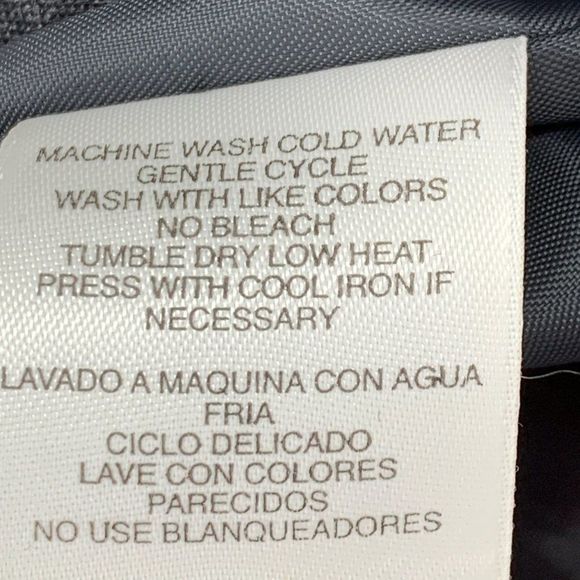 MACHINE WASH COLD WATER
GENTLE CYCLE
WASH WITH LIKE COLORS
NO BLEACH
TUMBLE DRY LOW HEAT
PRESS WITH COOL IRON IF
NECESSARY
LAVADO A MAQUINA CON AGUA
FRIA
CICLO DELICADO
LAVE CON COLORES
PARECIDOS
NO USE BLANQUEADORES